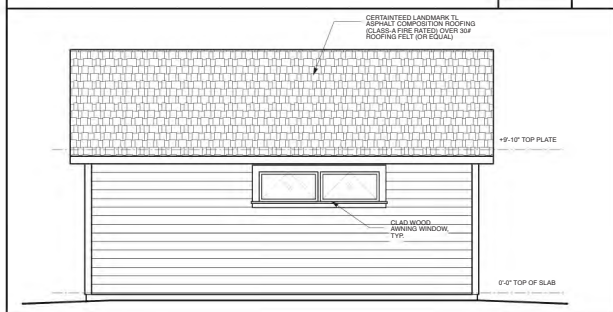 CERTAINTEED LANDMARK TL
ASPHALT COMPOSITION ROOFING
(CLASS-A FIRE RATED) OVER 30#
ROOFING FELT (OR EQUAL)
+9'-10" TOP PLATE
CLAD WOOD
AWNING WINDOW,
TYP.
0'-0" TOP OF SLAB